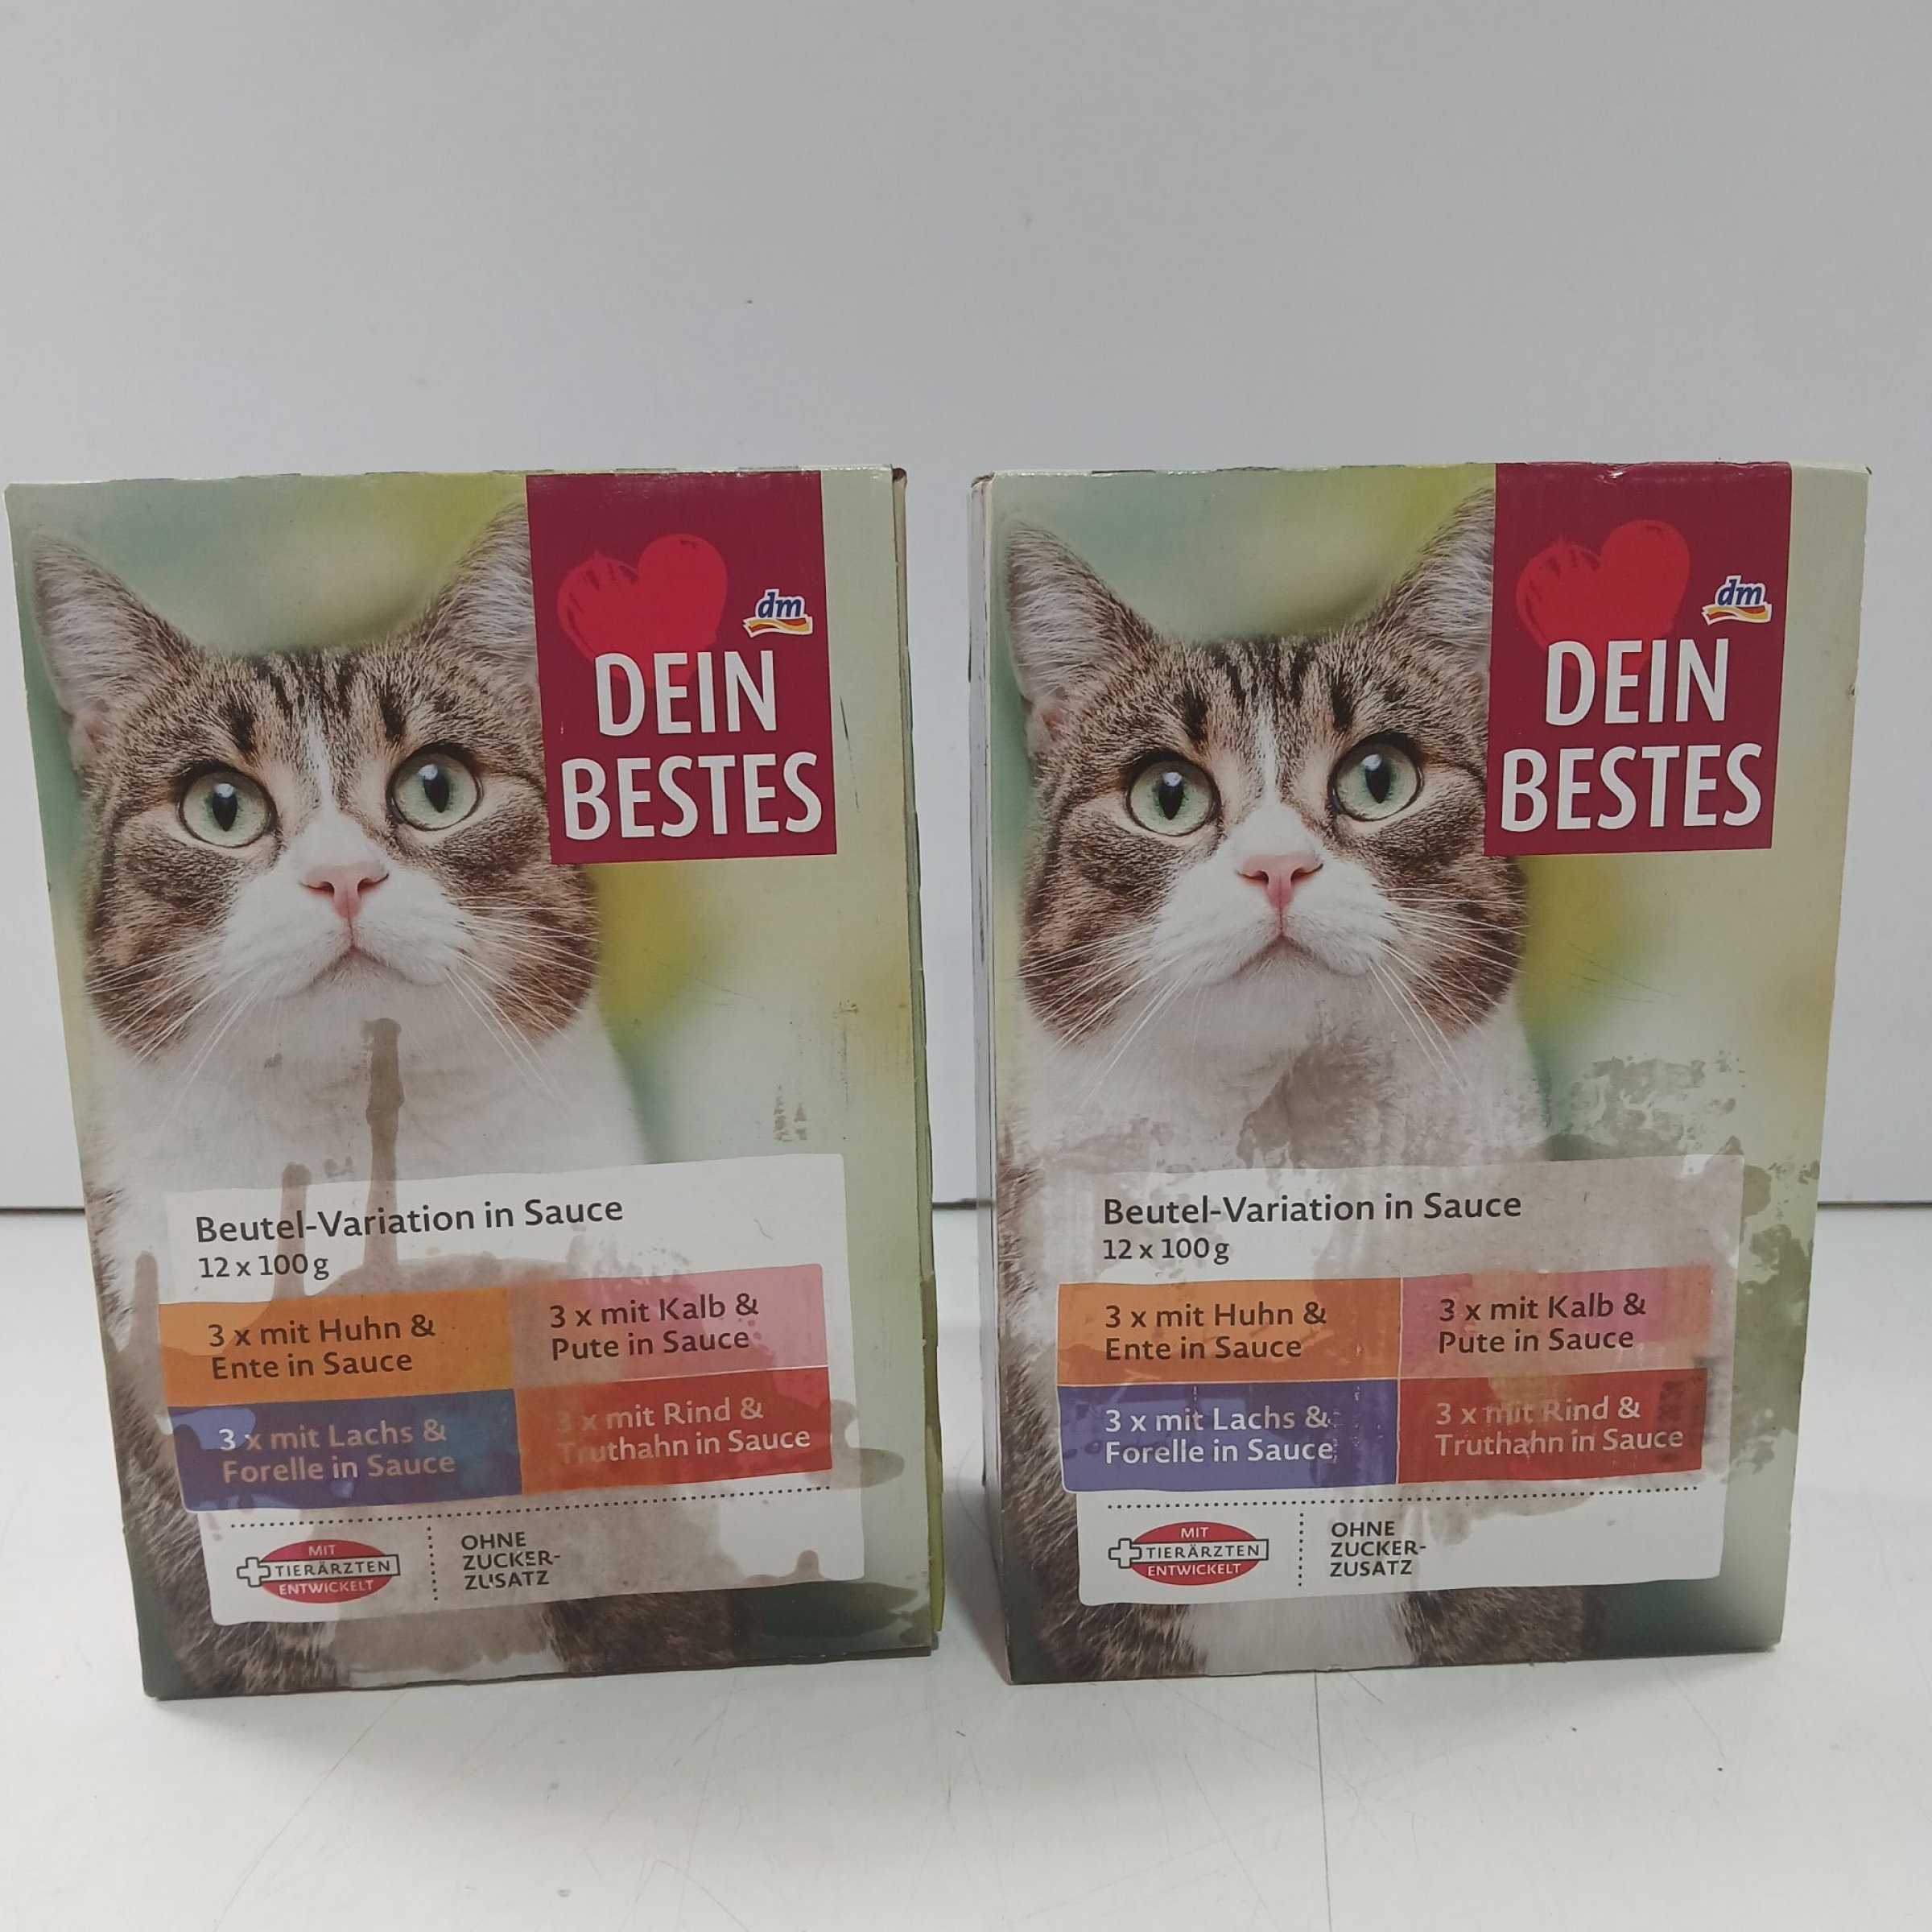 dm
DEIN
BESTES
Beutel-Variation in Sauce
12 x 100 g
3 x mit Huhn &
Ente in Sauce
3 x mit Kalb &
Pute in Sauce
3 x mit Lachs &
Forelle in Sauce
3 x mit Rind &
Truthahn in Sauce
MIT
TIERÄRZTEN
ENTWICKELT
OHNE
ZUCKER-
ZUSATZ
dm
DEIN
BESTES
Beutel-Variation in Sauce
12 x 100 g
3 x mit Huhn &
Ente in Sauce
3 x mit Kalb &
Pute in Sauce
3 x mit Lachs &
Forelle in Sauce
3 x mit Rind &
Truthahn in Sauce
MIT
TIERÄRZTEN
ENTWICKELT
OHNE
ZUCKER-
ZUSATZ